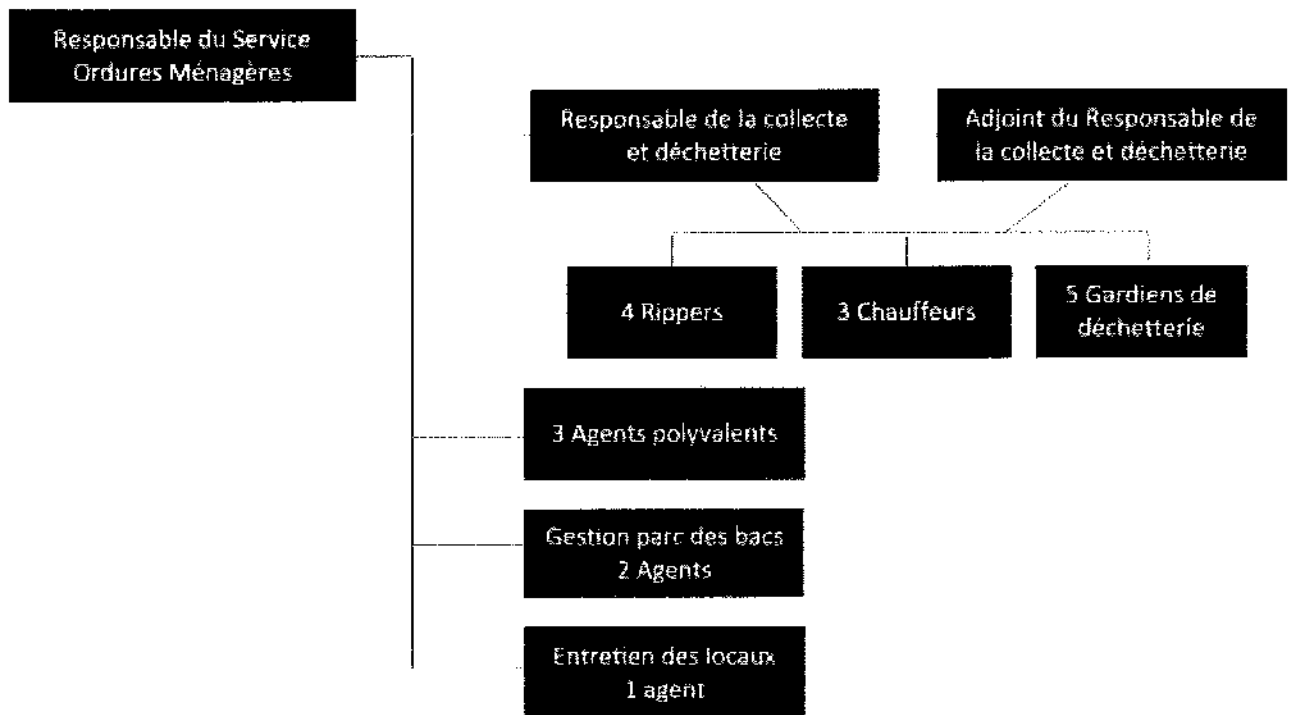 Responsable du Service
Ordures Ménagères
Responsable de la collecte
et déchetterie
Adjoint du Responsable de
la collecte et déchetterie
4 Rippers
3 Chauffeurs
5 Gardiens de
déchetterie
3 Agents polyvalents
Gestion parc des bacs
2 Agents
Entretien des locaux
1 agent